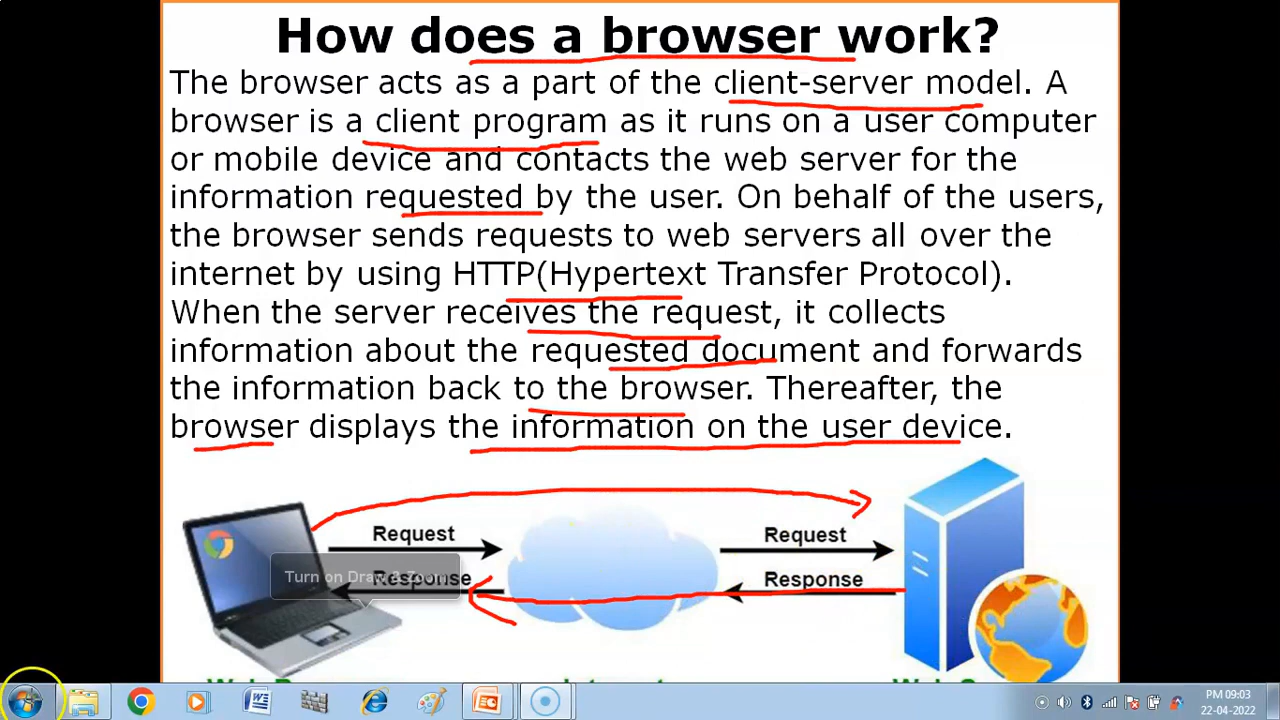 How does a browser work?
The browser acts as a part of the client-server model. A
browser is a client program as it runs on a user computer
or mobile device and contacts the web server for the
information requested by the user. On behalf of the users,
the browser sends requests to web servers all over the
internet by using HTTP(Hypertext Transfer Protocol).
When the server receives the request, it collects
information about the requested document and forwards
the information back to the browser. Thereafter, the
browser displays the information on the user device.
Request
Request
Turn on Draw & Zoom
Response
Response
PM 09:03
22-04-2022